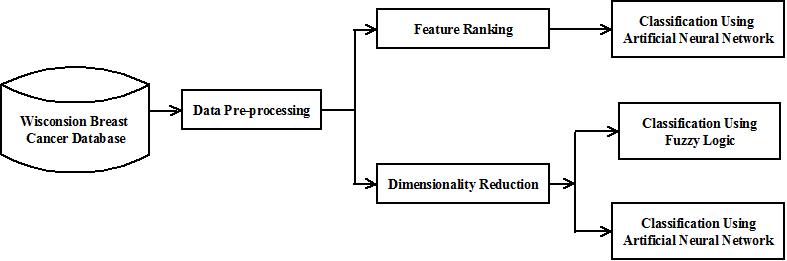 Wisconsion Breast
Cancer Database
Data Pre-processing
Feature Ranking
Classification Using
Artificial Neural Network
Dimensionality Reduction
Classification Using
Fuzzy Logic
Classification Using
Artificial Neural Network